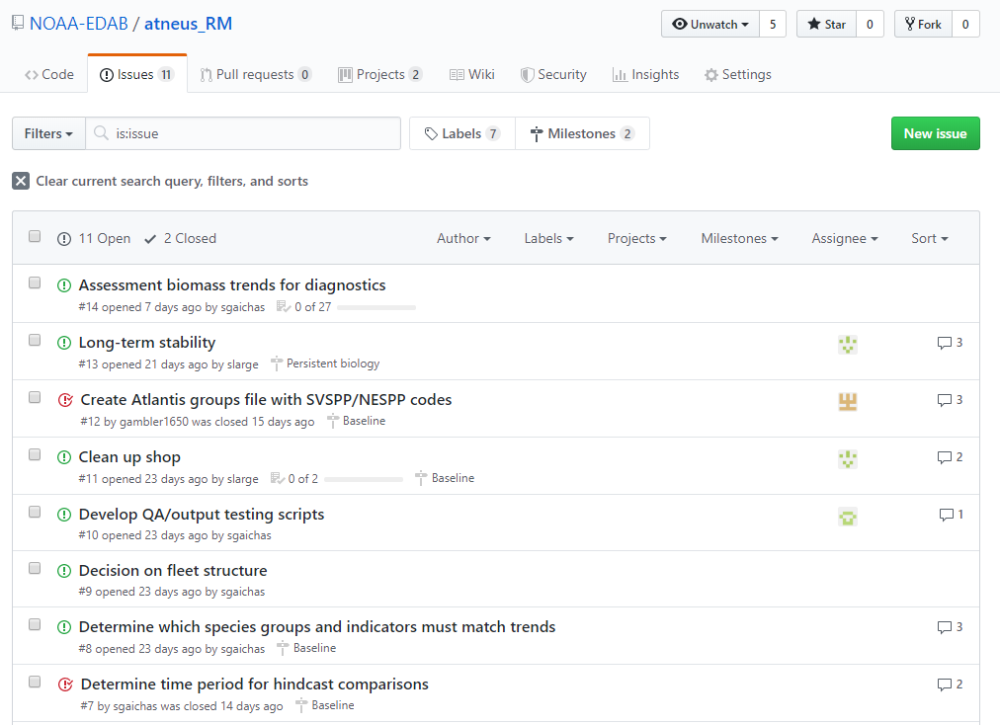 NOAA-EDAB / atneus_RM
Unwatch 5 Star 0 Fork 0
Code Issues 11 Pull requests 0 Projects 2 Wiki Security Insights Settings
Filters is:issue Labels 7 Milestones 2 New issue
Clear current search query, filters, and sorts
11 Open 2 Closed Author Labels Projects Milestones Assignee Sort
Assessment biomass trends for diagnostics
#14 opened 7 days ago by sgaichas 0 of 27
Long-term stability 3
#13 opened 21 days ago by slarge Persistent biology
Create Atlantis groups file with SVSPP/NESPP codes 3
#12 by gambler1650 was closed 15 days ago Baseline
Clean up shop 2
#11 opened 23 days ago by slarge 0 of 2 Baseline
Develop QA/output testing scripts 1
#10 opened 23 days ago by sgaichas
Decision on fleet structure
#9 opened 23 days ago by sgaichas
Determine which species groups and indicators must match trends 3
#8 opened 23 days ago by sgaichas Baseline
Determine time period for hindcast comparisons 2
#7 by sgaichas was closed 14 days ago Baseline